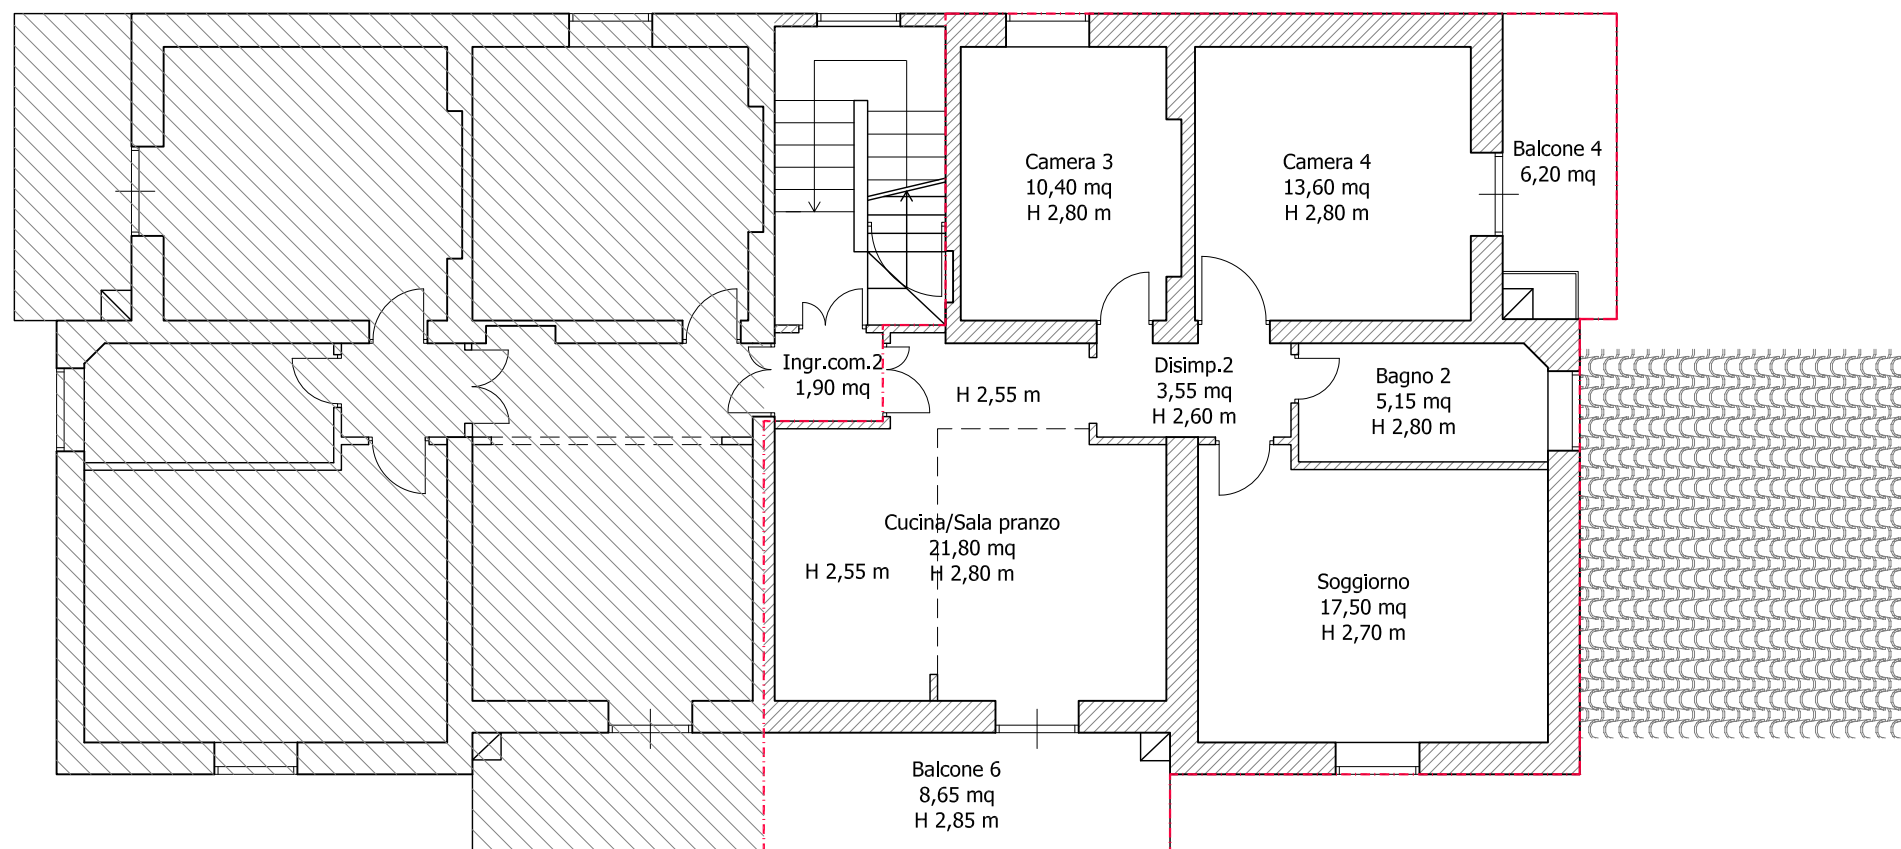 Camera 3
10,40 mq
H 2,80 m
Camera 4
13,60 mq
H 2,80 m
Balcone 4
6,20 mq
Ingr.com.2
1,90 mq
H 2,55 m
Disimp.2
3,55 mq
H 2,60 m
Bagno 2
5,15 mq
H 2,80 m
Cucina/Sala pranzo
21,80 mq
H 2,80 m
H 2,55 m
Soggiorno
17,50 mq
H 2,70 m
Balcone 6
8,65 mq
H 2,85 m